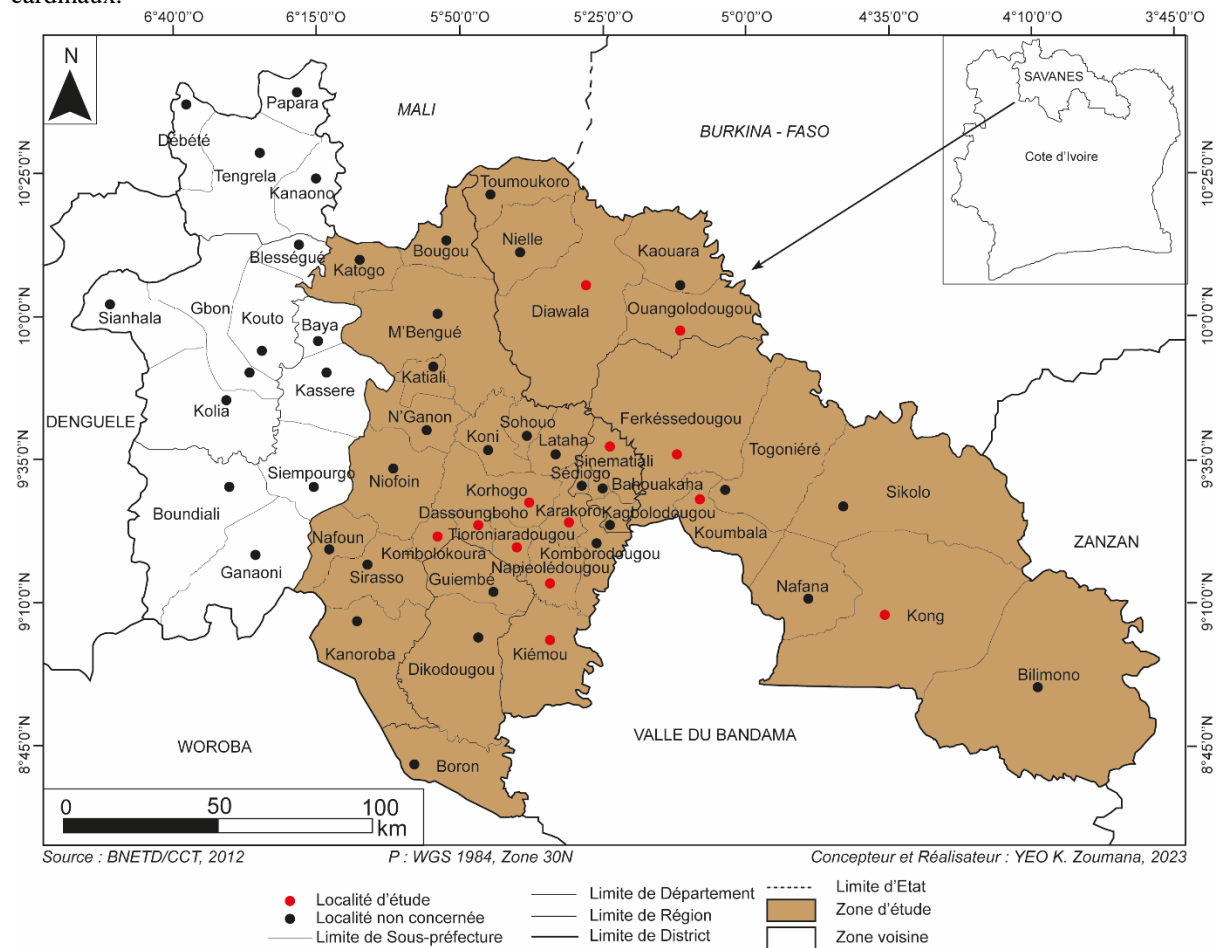 cardinaux.
6°40'0"O 6°15'0"O 5°50'0"O 5°25'0"O 5°0'0"O 4°35'0"O 4°10'0"O 3°45'0"O
N
SAVANES
Cote d'Ivoire
MALI
BURKINA - FASO
Papara
Débété
Tengrela
Kanaono
10°25'0"N
10°25'0"N
Toumoukoro
Bougou
Nielle
Kaouara
Blességué
Katogo
Sianhala
Gbon
Kouto
Baya
Diawala
Ouangolodougou
10°0'0"N
10°0'0"N
M'Bengué
Kassere
Katiali
Kolia
DENGUELE
N'Ganon
Sohouo
Koni
Lataha
Ferkéssedougou
Togoniéré
9°35'0"N
9°35'0"N
Siempourgo
Niofoin
Sinematiali
Sédiogo
Bahouakaha
Sikolo
Boundiali
Korhogo
Dassoungboho
Karakoro
Kagbolodougou
Koumbala
Nafoun
Kombolokoura
Tioroniaradougou
Komborodougou
ZANZAN
Ganaoni
Sirasso
Guiembé
Napieolédougou
Nafana
9°10'0"N
9°10'0"N
Kong
Kanoroba
Dikodougou
Kiémou
Bilimono
WOROBA
VALLE DU BANDAMA
8°45'0"N
8°45'0"N
Boron
0 50 100
km
Source : BNETD/CCT, 2012 P : WGS 1984, Zone 30N Concepteur et Réalisateur : YEO K. Zoumana, 2023
Localité d'étude
Localité non concernée
Limite de Sous-préfecture
Limite de Département
Limite de Région
Limite de District
Limite d'Etat
Zone d'étude
Zone voisine